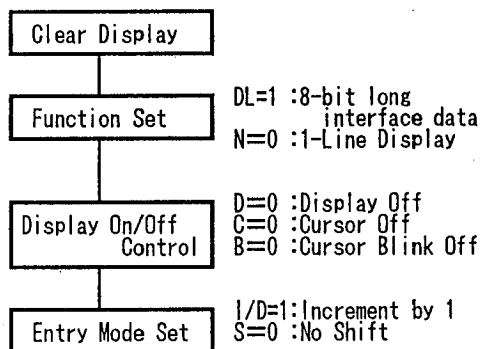 Clear Display
Function Set
DL=1 :8-bit long
interface data
N=0 :1-Line Display
Display On/Off
Control
D=0 :Display Off
C=0 :Cursor Off
B=0 :Cursor Blink Off
Entry Mode Set
I/D=1:Increment by 1
S=0 :No Shift